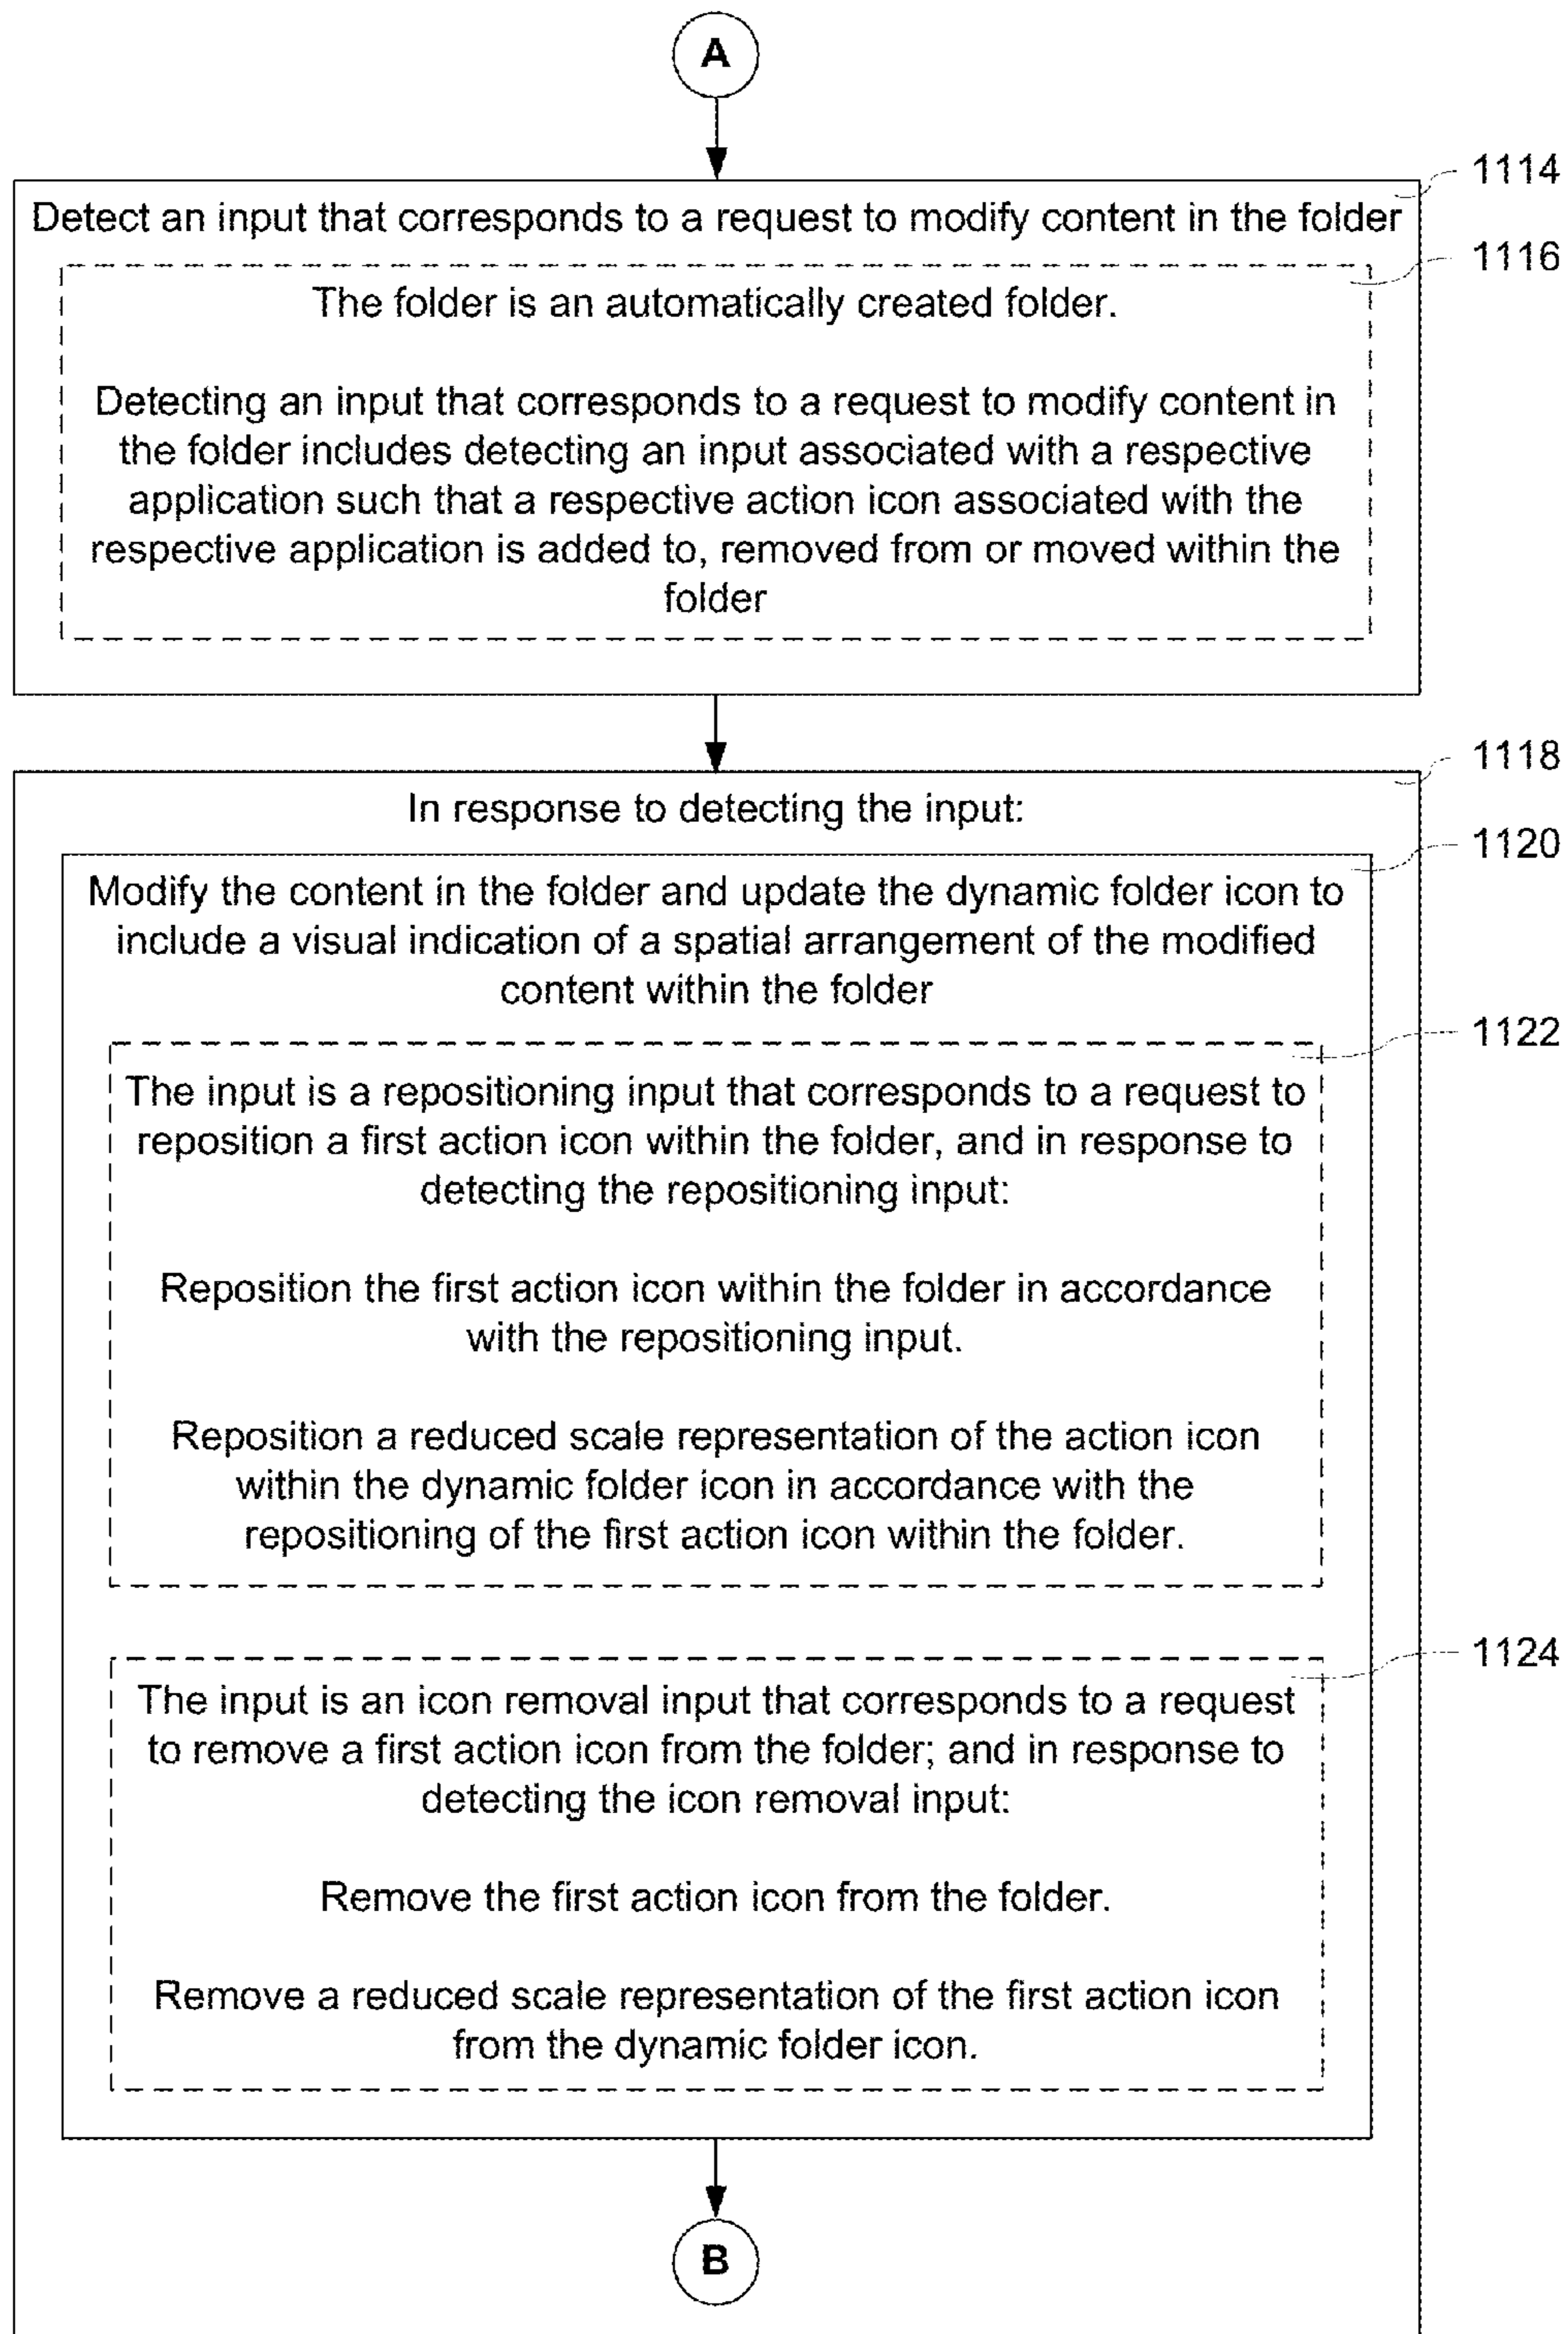 A
1114
Detect an input that corresponds to a request to modify content in the folder
1116
The folder is an automatically created folder.
Detecting an input that corresponds to a request to modify content in
the folder includes detecting an input associated with a respective
application such that a respective action icon associated with the
respective application is added to, removed from or moved within the
folder
1118
In response to detecting the input:
1120
Modify the content in the folder and update the dynamic folder icon to
include a visual indication of a spatial arrangement of the modified
content within the folder
1122
The input is a repositioning input that corresponds to a request to
reposition a first action icon within the folder, and in response to
detecting the repositioning input:
Reposition the first action icon within the folder in accordance
with the repositioning input.
Reposition a reduced scale representation of the action icon
within the dynamic folder icon in accordance with the
repositioning of the first action icon within the folder.
1124
The input is an icon removal input that corresponds to a request
to remove a first action icon from the folder; and in response to
detecting the icon removal input:
Remove the first action icon from the folder.
Remove a reduced scale representation of the first action icon
from the dynamic folder icon.
B